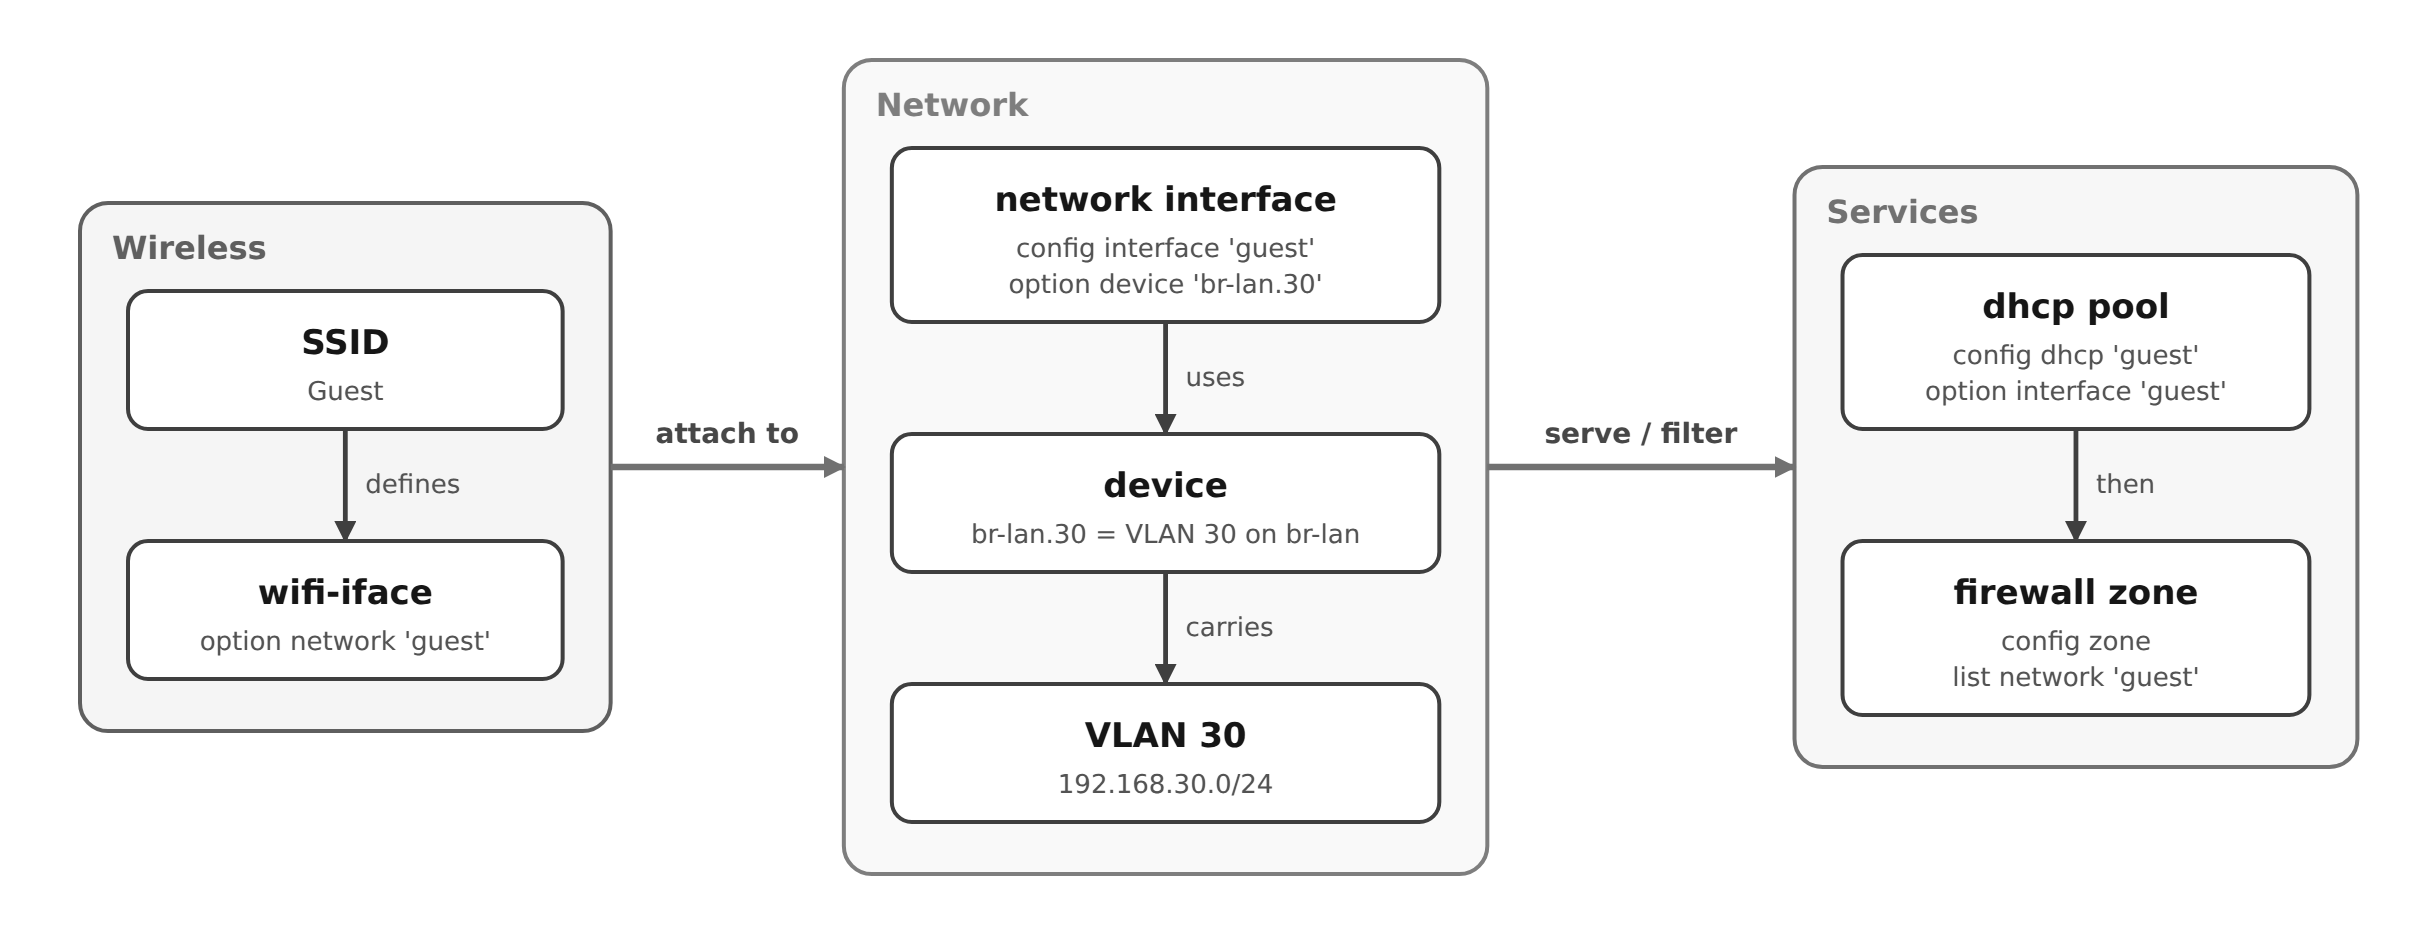 Wireless
SSID
Guest
defines
wifi-iface
option network 'guest'
attach to
Network
network interface
config interface 'guest'
option device 'br-lan.30'
uses
device
br-lan.30 = VLAN 30 on br-lan
carries
VLAN 30
192.168.30.0/24
serve / filter
Services
dhcp pool
config dhcp 'guest'
option interface 'guest'
then
firewall zone
config zone
list network 'guest'